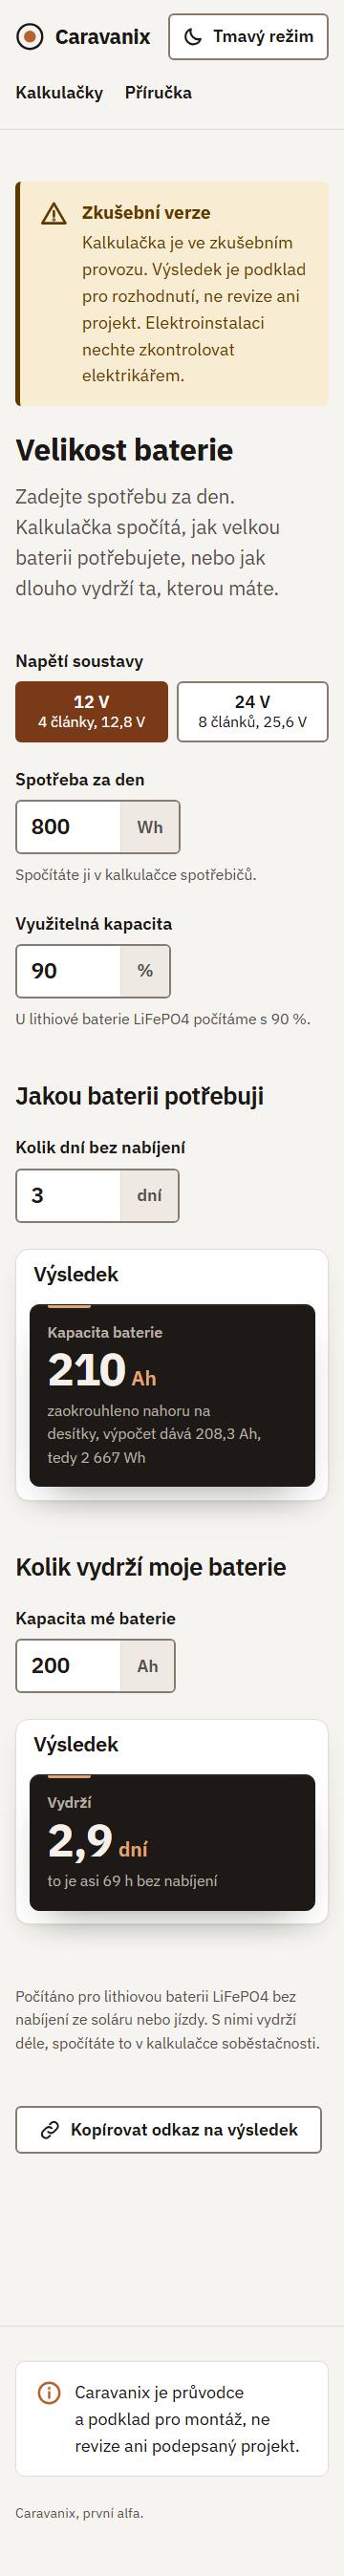 Caravanix
Tmavý režim
Kalkulačky Příručka
Zkušební verze
Kalkulačka je ve zkušebním
provozu. Výsledek je podklad
pro rozhodnutí, ne revize ani
projekt. Elektroinstalaci
nechte zkontrolovat
elektrikářem.
Velikost baterie
Zadejte spotřebu za den.
Kalkulačka spočítá, jak velkou
baterii potřebujete, nebo jak
dlouho vydrží ta, kterou máte.
Napětí soustavy
12 V
4 články, 12,8 V
24 V
8 článků, 25,6 V
Spotřeba za den
800 Wh
Spočítáte ji v kalkulačce spotřebičů.
Využitelná kapacita
90 %
U lithiové baterie LiFePO4 počítáme s 90 %.
Jakou baterii potřebuji
Kolik dní bez nabíjení
3 dní
Výsledek
Kapacita baterie
210 Ah
zaokrouhleno nahoru na
desítky, výpočet dává 208,3 Ah,
tedy 2 667 Wh
Kolik vydrží moje baterie
Kapacita mé baterie
200 Ah
Výsledek
Vydrží
2,9 dní
to je asi 69 h bez nabíjení
Počítáno pro lithiovou baterii LiFePO4 bez
nabíjení ze soláru nebo jízdy. S nimi vydrží
déle, spočítáte to v kalkulačce soběstačnosti.
Kopírovat odkaz na výsledek
Caravanix je průvodce
a podklad pro montáž, ne
revize ani podepsaný projekt.
Caravanix, první alfa.